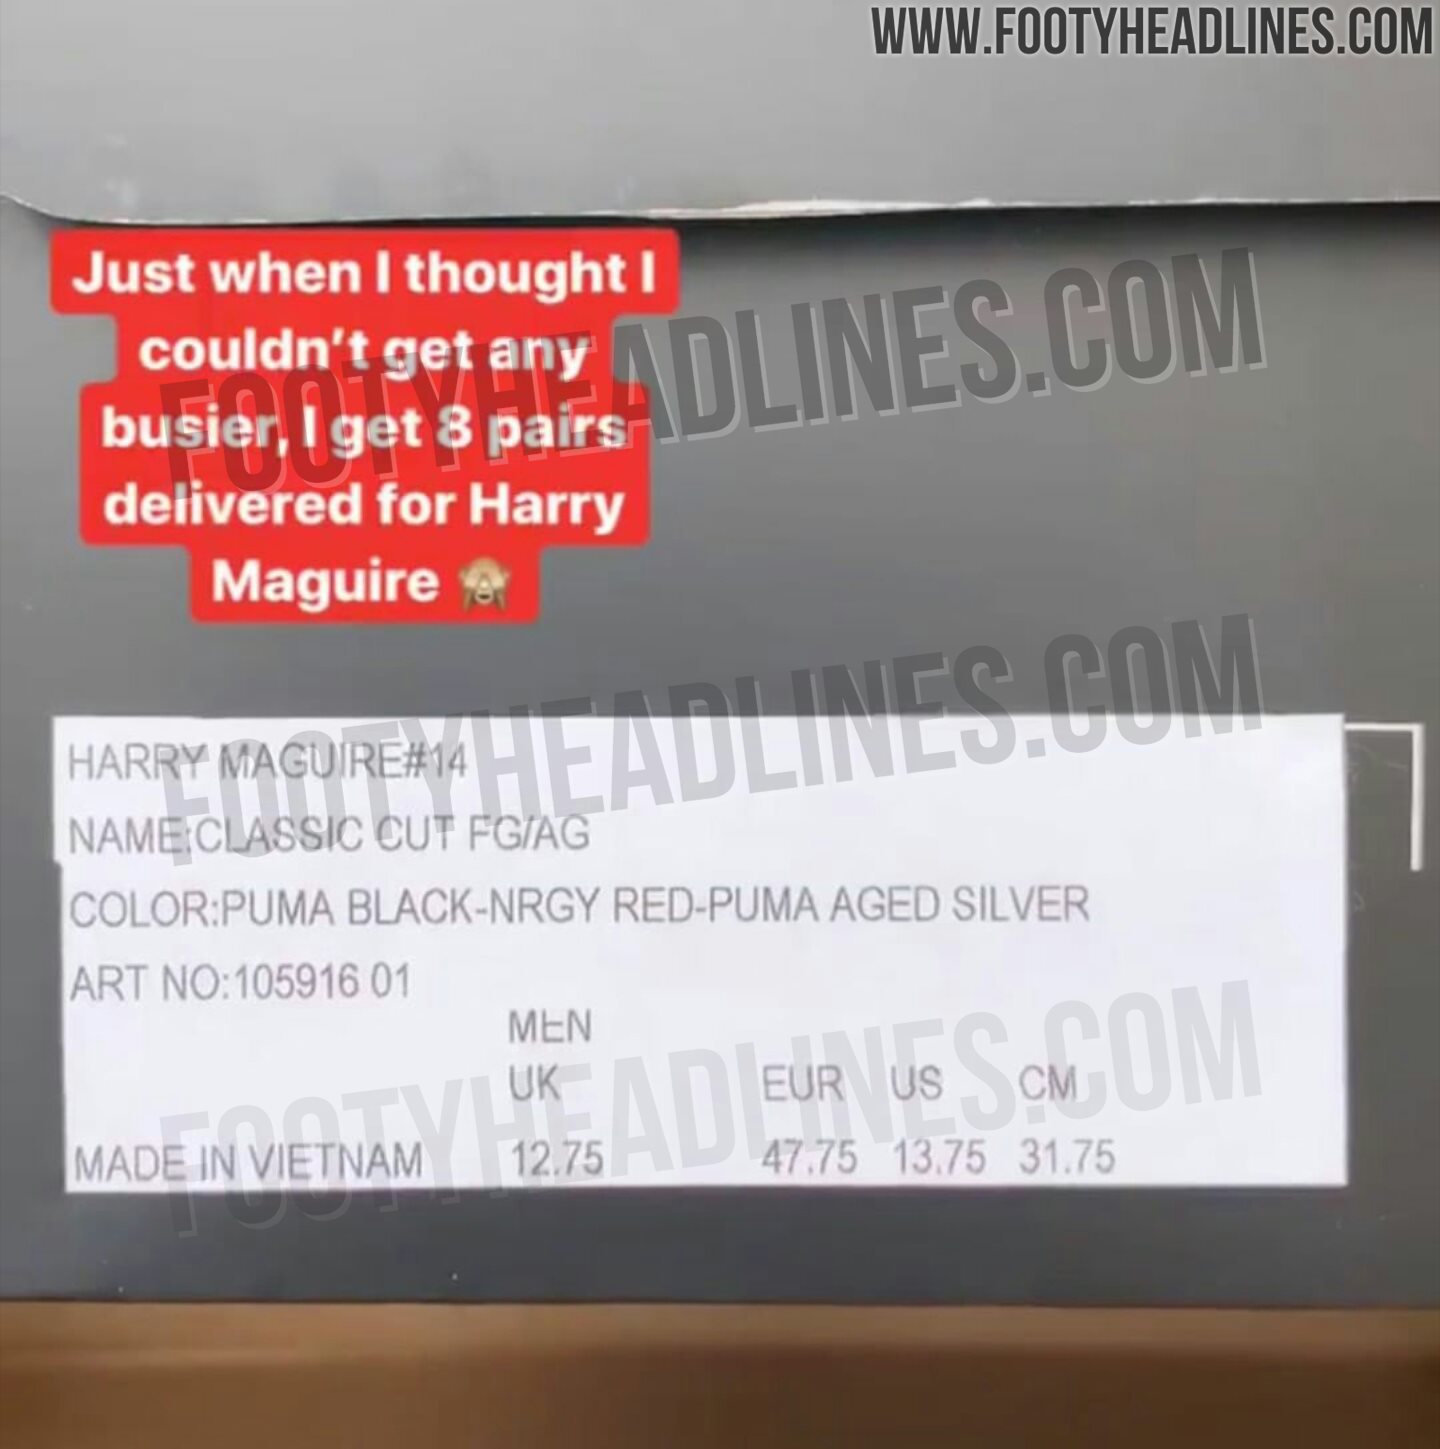 WWW.FOOTYHEADLINES.COM
Just when I thought I
couldn't get any
busier, I get 8 pairs
delivered for Harry
Maguire 🙈
FOOTYHEADLINES.COM
FOOTYHEADLINES.COM
HARRY MAGUIRE#14
NAME:CLASSIC CUT FG/AG
COLOR:PUMA BLACK-NRGY RED-PUMA AGED SILVER
ART NO:105916 01
MEN
UK EUR US CM
MADE IN VIETNAM 12.75 47.75 13.75 31.75
FOOTYHEADLINES.COM